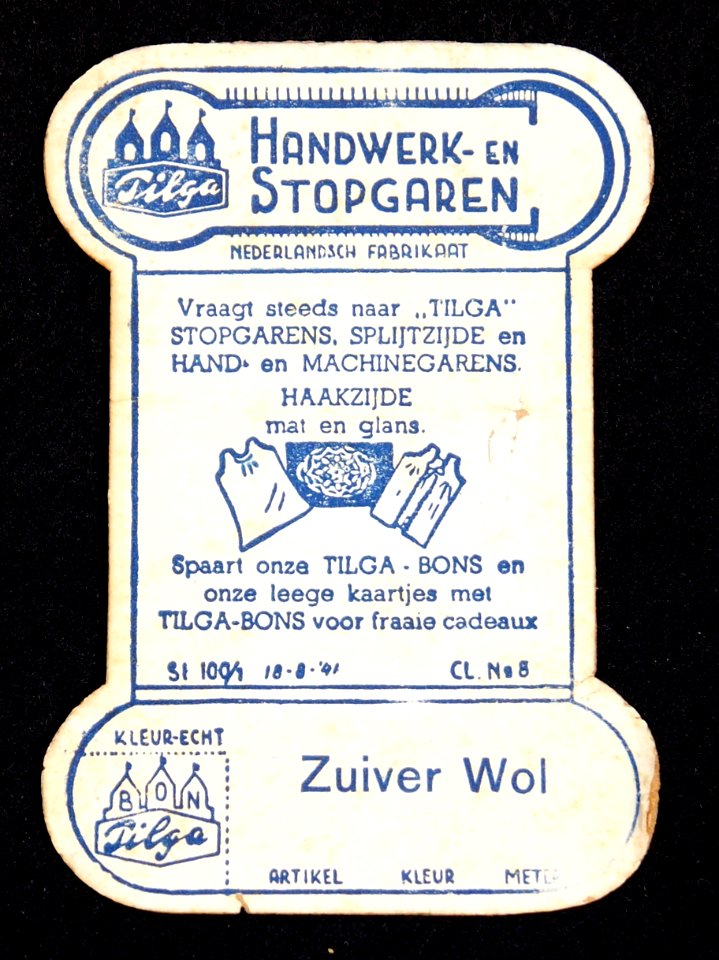 Tilga
HANDWERK- EN
STOPGAREN
NEDERLANDSCH FABRIKAAT
Vraagt steeds naar „TILGA"
STOPGARENS, SPLIJTZIJDE en
HAND- en MACHINEGARENS.
HAAKZIJDE
mat en glans.
Spaart onze TILGA - BONS en
onze leege kaartjes met
TILGA-BONS voor fraaie cadeaux
St 100/1 18-8-'41 CL. No 8
KLEUR-ECHT
BON
Tilga
Zuiver Wol
ARTIKEL KLEUR